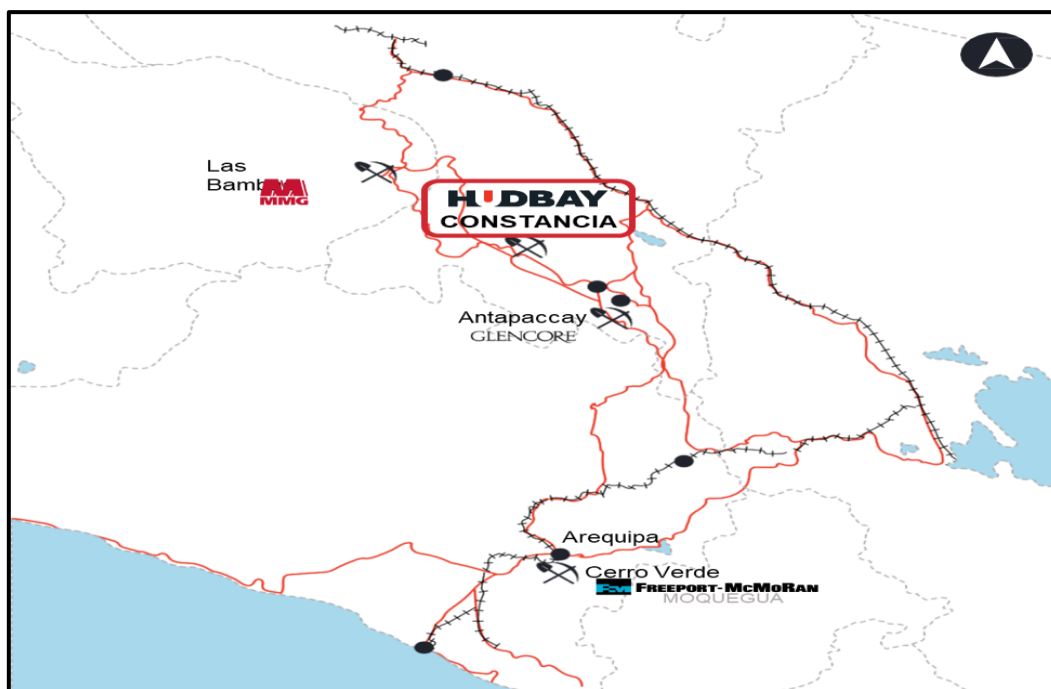 Las
Bamb
MMG
HUDBAY
CONSTANCIA
Antapaccay
GLENCORE
Arequipa
Cerro Verde
FREEPORT-MCMORAN
MOQUEGUA